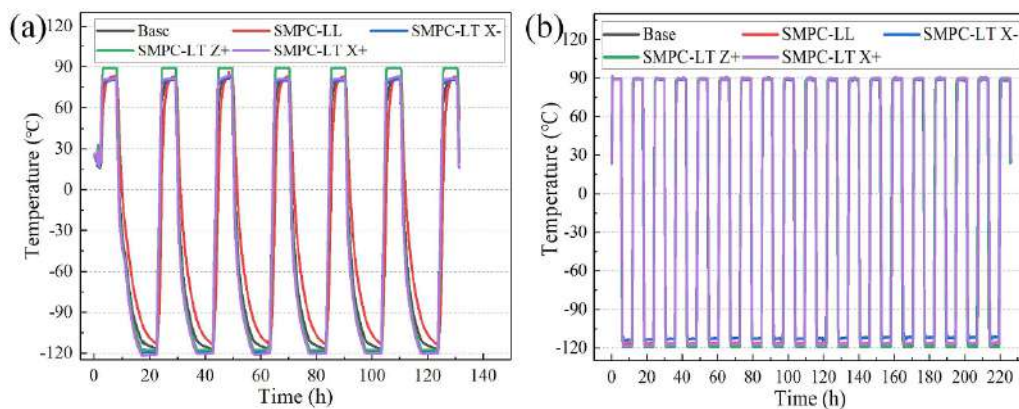 (a)
Base SMPC-LL SMPC-LT X-
SMPC-LT Z+ SMPC-LT X+
Temperature (°C)
120
90
60
30
0
-30
-60
-90
-120
0 20 40 60 80 100 120 140
Time (h)
(b)
Base SMPC-LL SMPC-LT X-
SMPC-LT Z+ SMPC-LT X+
Temperature (°C)
120
90
60
30
0
-30
-60
-90
-120
0 20 40 60 80 100 120 140 160 180 200 220
Time (h)